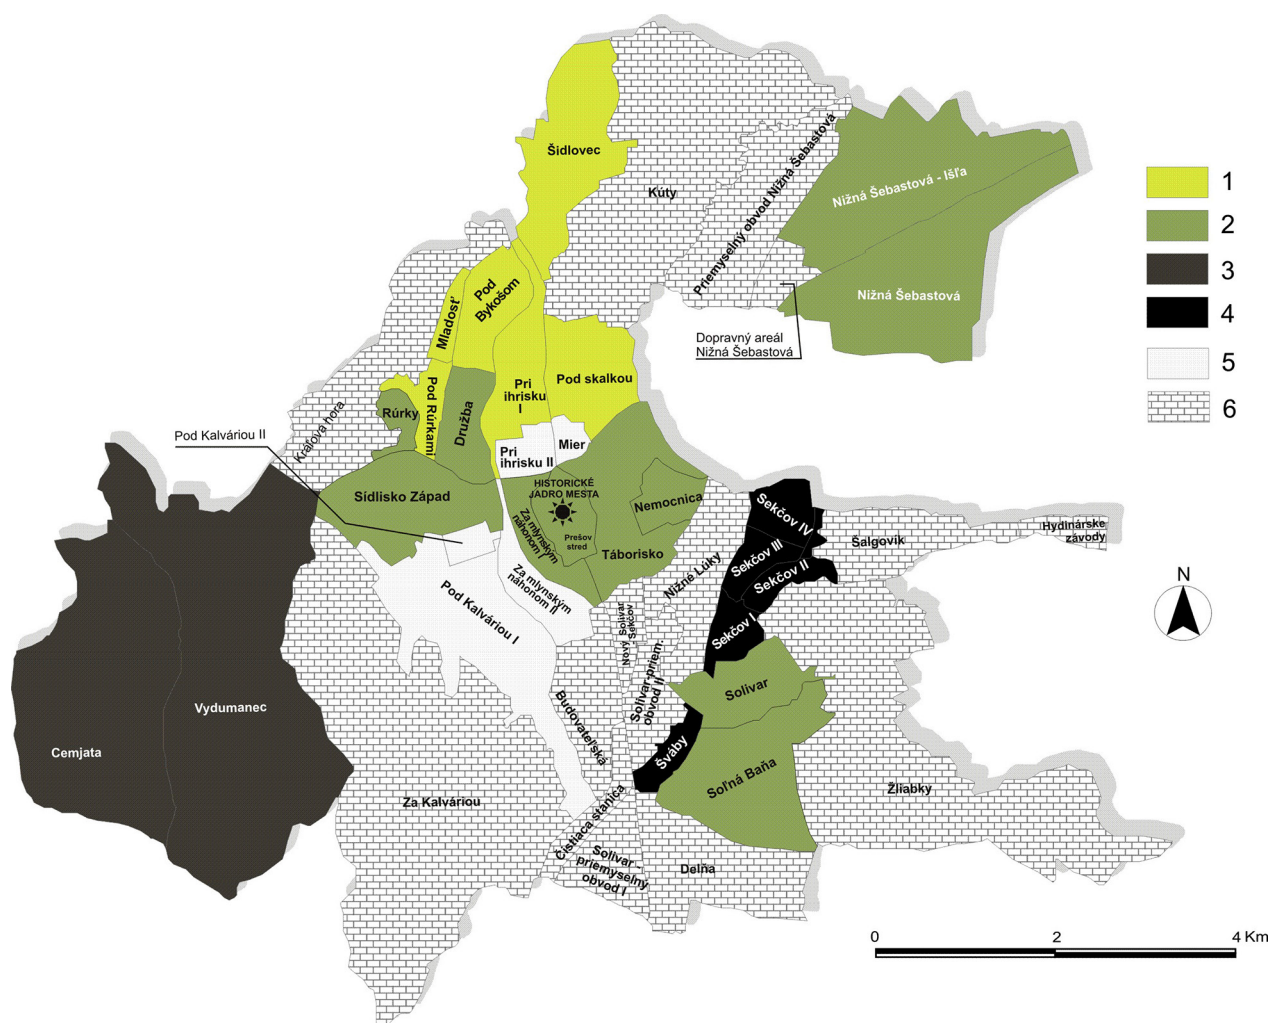 Šidlovec
Kúty
Priemyselný obvod Nižná Šebastová
Nižná Šebastová - Išľa
Nižná Šebastová
Dopravný areál
Nižná Šebastová
1
2
3
4
5
6
Pod
Bykošom
Mladosť
Pod Rúrkami
Rúrky
Družba
Pri
ihrisku
I
Pod skalkou
Kráľova hora
Pod Kalváriou II
Pri
ihrisku II
Mier
Sídlisko Západ
HISTORICKÉ
JADRO MESTA
Za mlynským
náhonom I
Prešov
stred
Nemocnica
Táborisko
Za mlynským
náhonom II
Pod Kalváriou I
Nižné Lúky
Sekčov IV
Sekčov III
Sekčov II
Sekčov I
Šalgovík
Hydinárske
závody
N
Nový Solivar
-Sekčov
Solivar-priem.
obvod II
Solivar
Budovateľská
Šváby
Soľná Baňa
Vydumanec
Cemjata
Za Kalváriou
Žliabky
Čistiaca stanica
Solivar -
priemyselný
obvod I
Delňa
0
2
4 Km